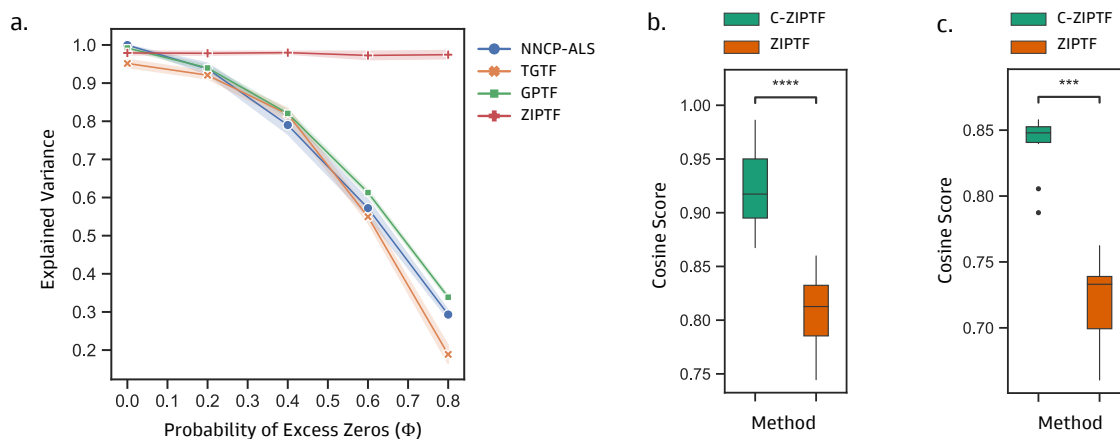 a.
Explained Variance
1.0
0.9
0.8
0.7
0.6
0.5
0.4
0.3
0.2
0.0 0.1 0.2 0.3 0.4 0.5 0.6 0.7 0.8
Probability of Excess Zeros (Φ)
NNCP-ALS
TGTF
GPTF
ZIPTF
b.
C-ZIPTF
ZIPTF
****
Cosine Score
1.00
0.95
0.90
0.85
0.80
0.75
Method
c.
C-ZIPTF
ZIPTF
***
Cosine Score
0.85
0.80
0.75
0.70
Method